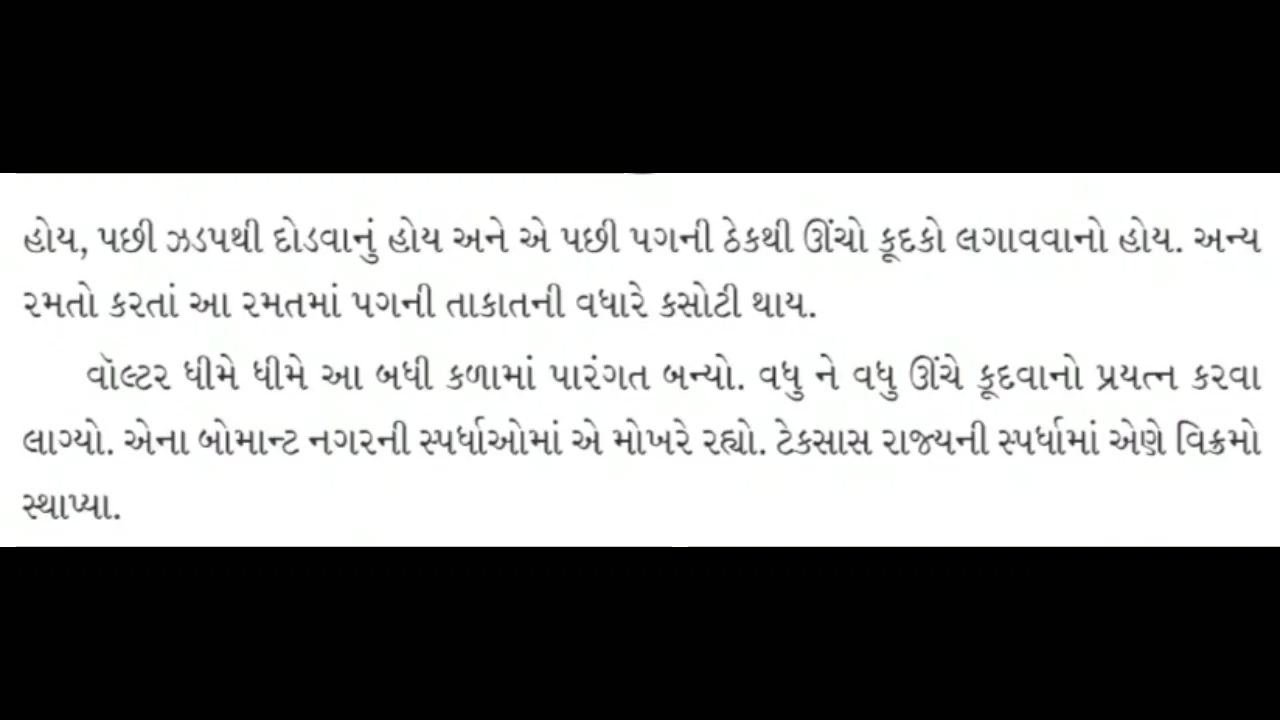 હોય, પછી ઝડપથી દોડવાનું હોય અને એ પછી પગની ઠેકથી ઊંચો કૂદકો લગાવવાનો હોય. અન્ય
રમતો કરતાં આ રમતમાં પગની તાકાતની વધારે કસોટી થાય.
વૉલ્ટર ધીમે ધીમે આ બધી કળામાં પારંગત બન્યો. વધુ ને વધુ ઊંચે કૂદવાનો પ્રયત્ન કરવા
લાગ્યો. એના બોમાન્ટ નગરની સ્પર્ધાઓમાં એ મોખરે રહ્યો. ટેકસાસ રાજ્યની સ્પર્ધામાં એણે વિક્રમો
સ્થાપ્યા.